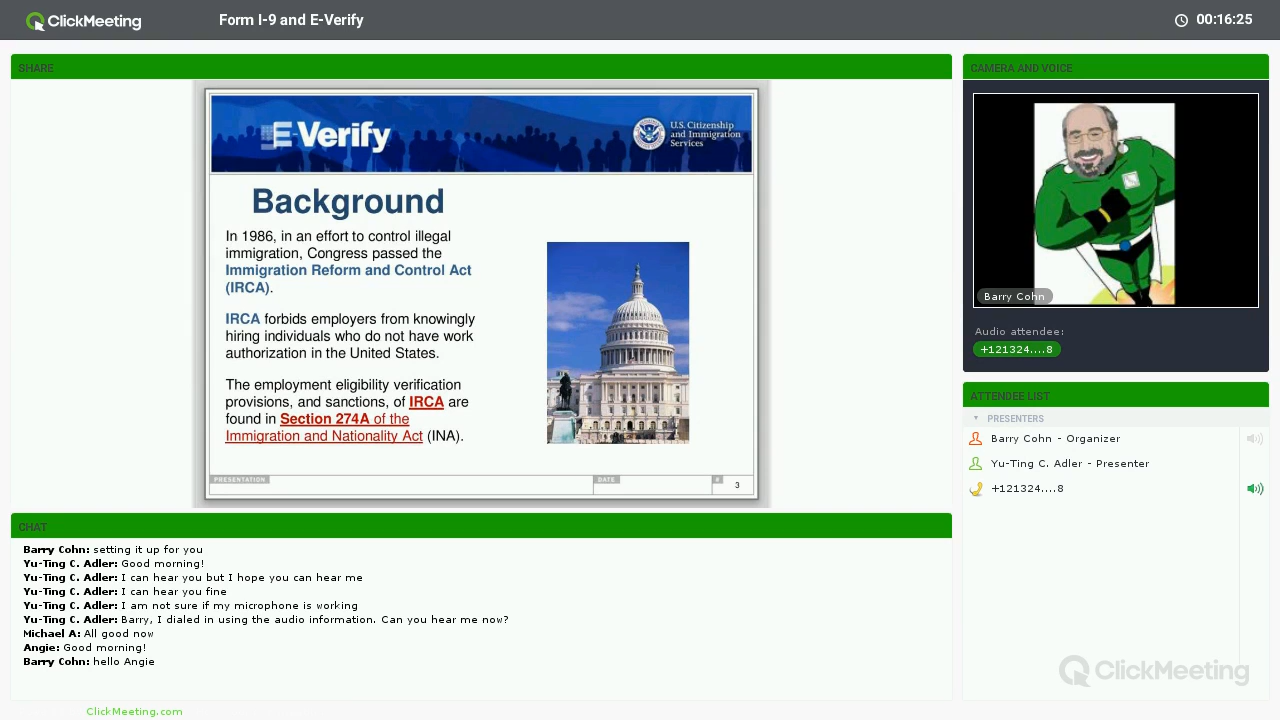 ClickMeeting
Form I-9 and E-Verify
00:16:25
SHARE
E-Verify
U.S. Citizenship
and Immigration
Services
Background
In 1986, in an effort to control illegal
immigration, Congress passed the
Immigration Reform and Control Act
(IRCA).
IRCA forbids employers from knowingly
hiring individuals who do not have work
authorization in the United States.
The employment eligibility verification
provisions, and sanctions, of IRCA are
found in Section 274A of the
Immigration and Nationality Act (INA).
PRESENTATION
DATE
#
3
CHAT
Barry Cohn: setting it up for you
Yu-Ting C. Adler: Good morning!
Yu-Ting C. Adler: I can hear you but I hope you can hear me
Yu-Ting C. Adler: I can hear you fine
Yu-Ting C. Adler: I am not sure if my microphone is working
Yu-Ting C. Adler: Barry, I dialed in using the audio information. Can you hear me now?
Michael A: All good now
Angie: Good morning!
Barry Cohn: hello Angie
ClickMeeting.com
CAMERA AND VOICE
Barry Cohn
Audio attendee:
+121324....8
ATTENDEE LIST
PRESENTERS
Barry Cohn - Organizer
Yu-Ting C. Adler - Presenter
+121324....8
ClickMeeting